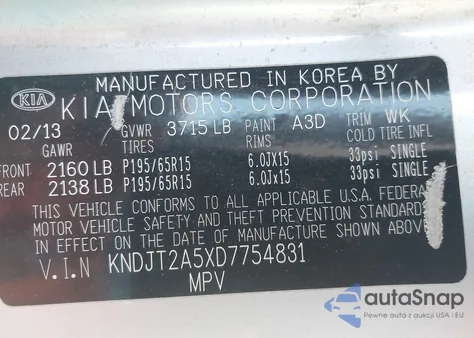 MANUFACTURED IN KOREA BY
KIA KIA MOTORS CORPORATION
02/13 GVWR 3715 LB PAINT A3D TRIM WK
GAWR TIRES RIMS COLD TIRE INFL
FRONT 2160 LB P195/65R15 6.0Jx15 33psi SINGLE
REAR 2138 LB P195/65R15 6.0Jx15 33psi SINGLE
THIS VEHICLE CONFORMS TO ALL APPLICABLE U.S.A. FEDERAL
MOTOR VEHICLE SAFETY AND THEFT PREVENTION STANDARD
IN EFFECT ON THE DATE OF MANUFACTURE SHOWN ABOVE.
V.I.N KNDJT2A5XD7754831
MPV
autoSnap
Pewne auta z USA i EU